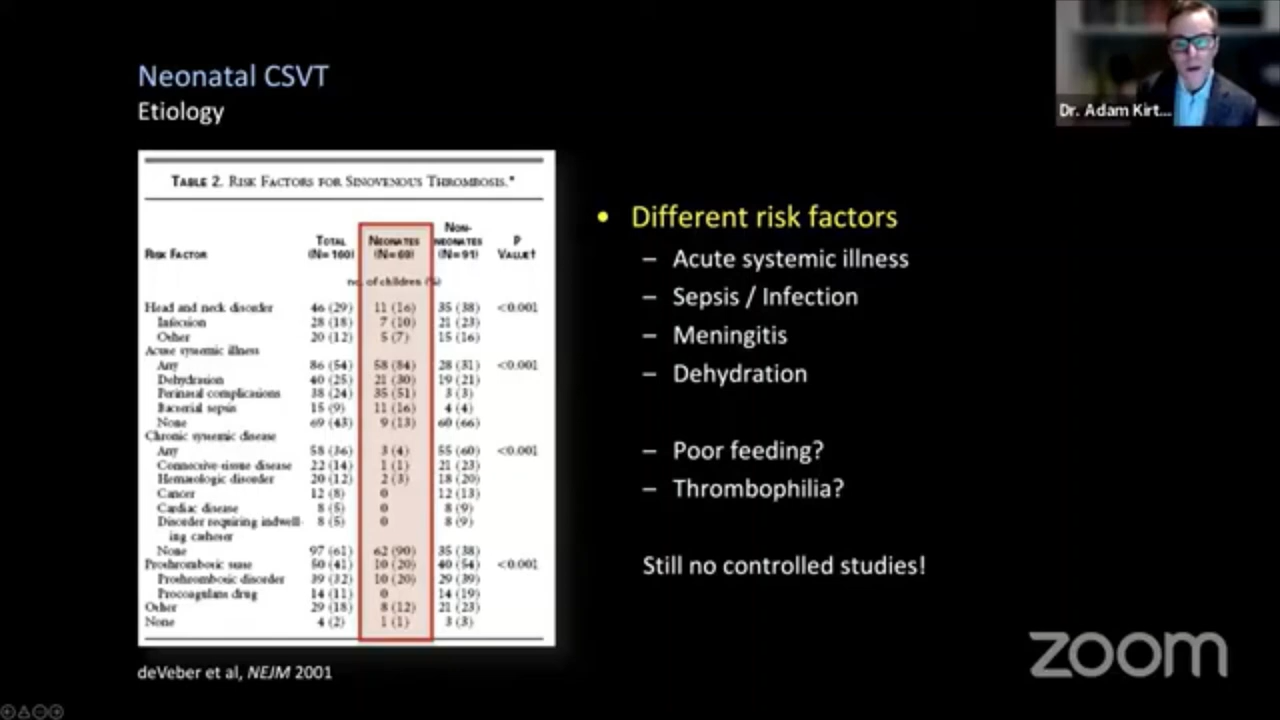 Neonatal CSVT
Etiology
Dr. Adam Kirt...
TABLE 2. RISK FACTORS FOR SINOVENOUS THROMBOSIS.*
RISK FACTOR
TOTAL (N=160)
NEONATES (N=69)
NON-NEONATES (N=91)
P VALUE†
no. of children (%)
Head and neck disorder 46 (29) 11 (16) 35 (38) <0.001
Infection 28 (18) 7 (10) 21 (23)
Other 20 (12) 5 (7) 15 (16)
Acute systemic illness
Any 86 (54) 58 (84) 28 (31) <0.001
Dehydration 40 (25) 21 (30) 19 (21)
Perinatal complications 38 (24) 35 (51) 3 (3)
Bacterial sepsis 15 (9) 11 (16) 4 (4)
None 69 (43) 9 (13) 60 (66)
Chronic systemic disease
Any 58 (36) 3 (4) 55 (60) <0.001
Connective-tissue disease 22 (14) 1 (1) 21 (23)
Hematologic disorder 20 (12) 2 (3) 18 (20)
Cancer 12 (8) 0 12 (13)
Cardiac disease 8 (5) 0 8 (9)
Disorder requiring indwell- 8 (5) 0 8 (9)
ing catheter
None 97 (61) 62 (90) 35 (38)
Prothrombotic state 50 (41) 10 (20) 40 (54) <0.001
Prothrombotic disorder 39 (32) 10 (20) 29 (39)
Procoagulant drug 14 (11) 0 14 (19)
Other 29 (18) 8 (12) 21 (23)
None 4 (2) 1 (1) 3 (3)
deVeber et al, NEJM 2001
• Different risk factors
– Acute systemic illness
– Sepsis / Infection
– Meningitis
– Dehydration
– Poor feeding?
– Thrombophilia?
Still no controlled studies!
zoom